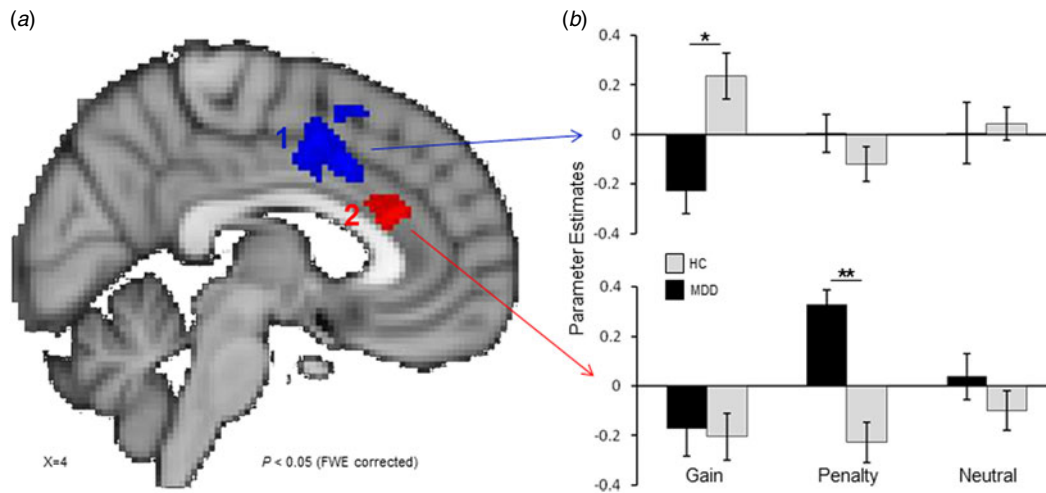 (a)
1
2
X=4
P < 0.05 (FWE corrected)
(b)
Parameter Estimates
0.4
0.2
0
-0.2
-0.4
*
HC
MDD
0.4
0.2
0
-0.2
-0.4
**
Gain
Penalty
Neutral